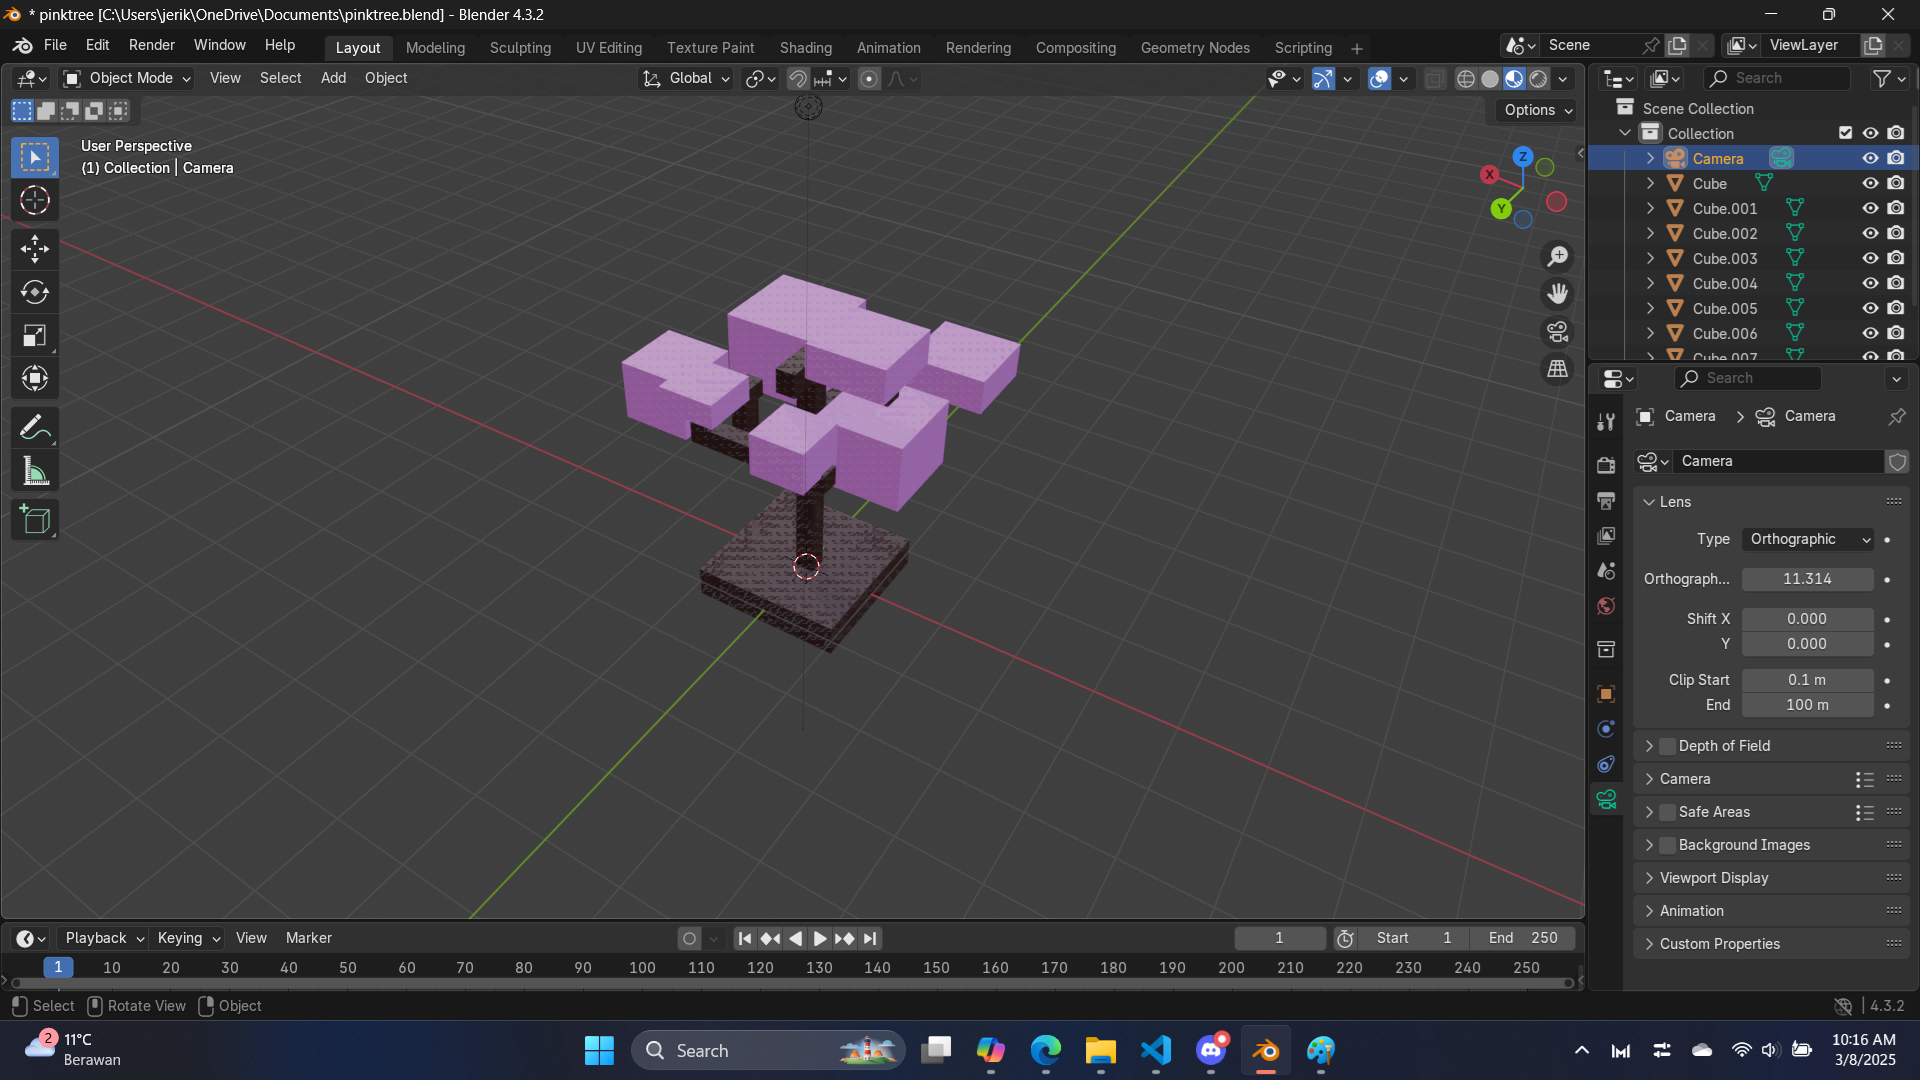 * pinktree [C:\Users\jerik\OneDrive\Documents\pinktree.blend] - Blender 4.3.2
File Edit Render Window Help
Layout Modeling Sculpting UV Editing Texture Paint Shading Animation Rendering Compositing Geometry Nodes Scripting +
Scene
ViewLayer
Object Mode View Select Add Object
Global
Options
Search
User Perspective
(1) Collection | Camera
Z
X
Y
Scene Collection
Collection
Camera
Cube
Cube.001
Cube.002
Cube.003
Cube.004
Cube.005
Cube.006
Cube.007
Search
Camera Camera
Camera
Lens
Type Orthographic
Orthograph... 11.314
Shift X 0.000
Y 0.000
Clip Start 0.1 m
End 100 m
Depth of Field
Camera
Safe Areas
Background Images
Viewport Display
Animation
Custom Properties
Playback Keying View Marker
1
Start 1
End 250
1 10 20 30 40 50 60 70 80 90 100 110 120 130 140 150 160 170 180 190 200 210 220 230 240 250
Select Rotate View Object
4.3.2
2
11°C
Berawan
Search
10:16 AM
3/8/2025